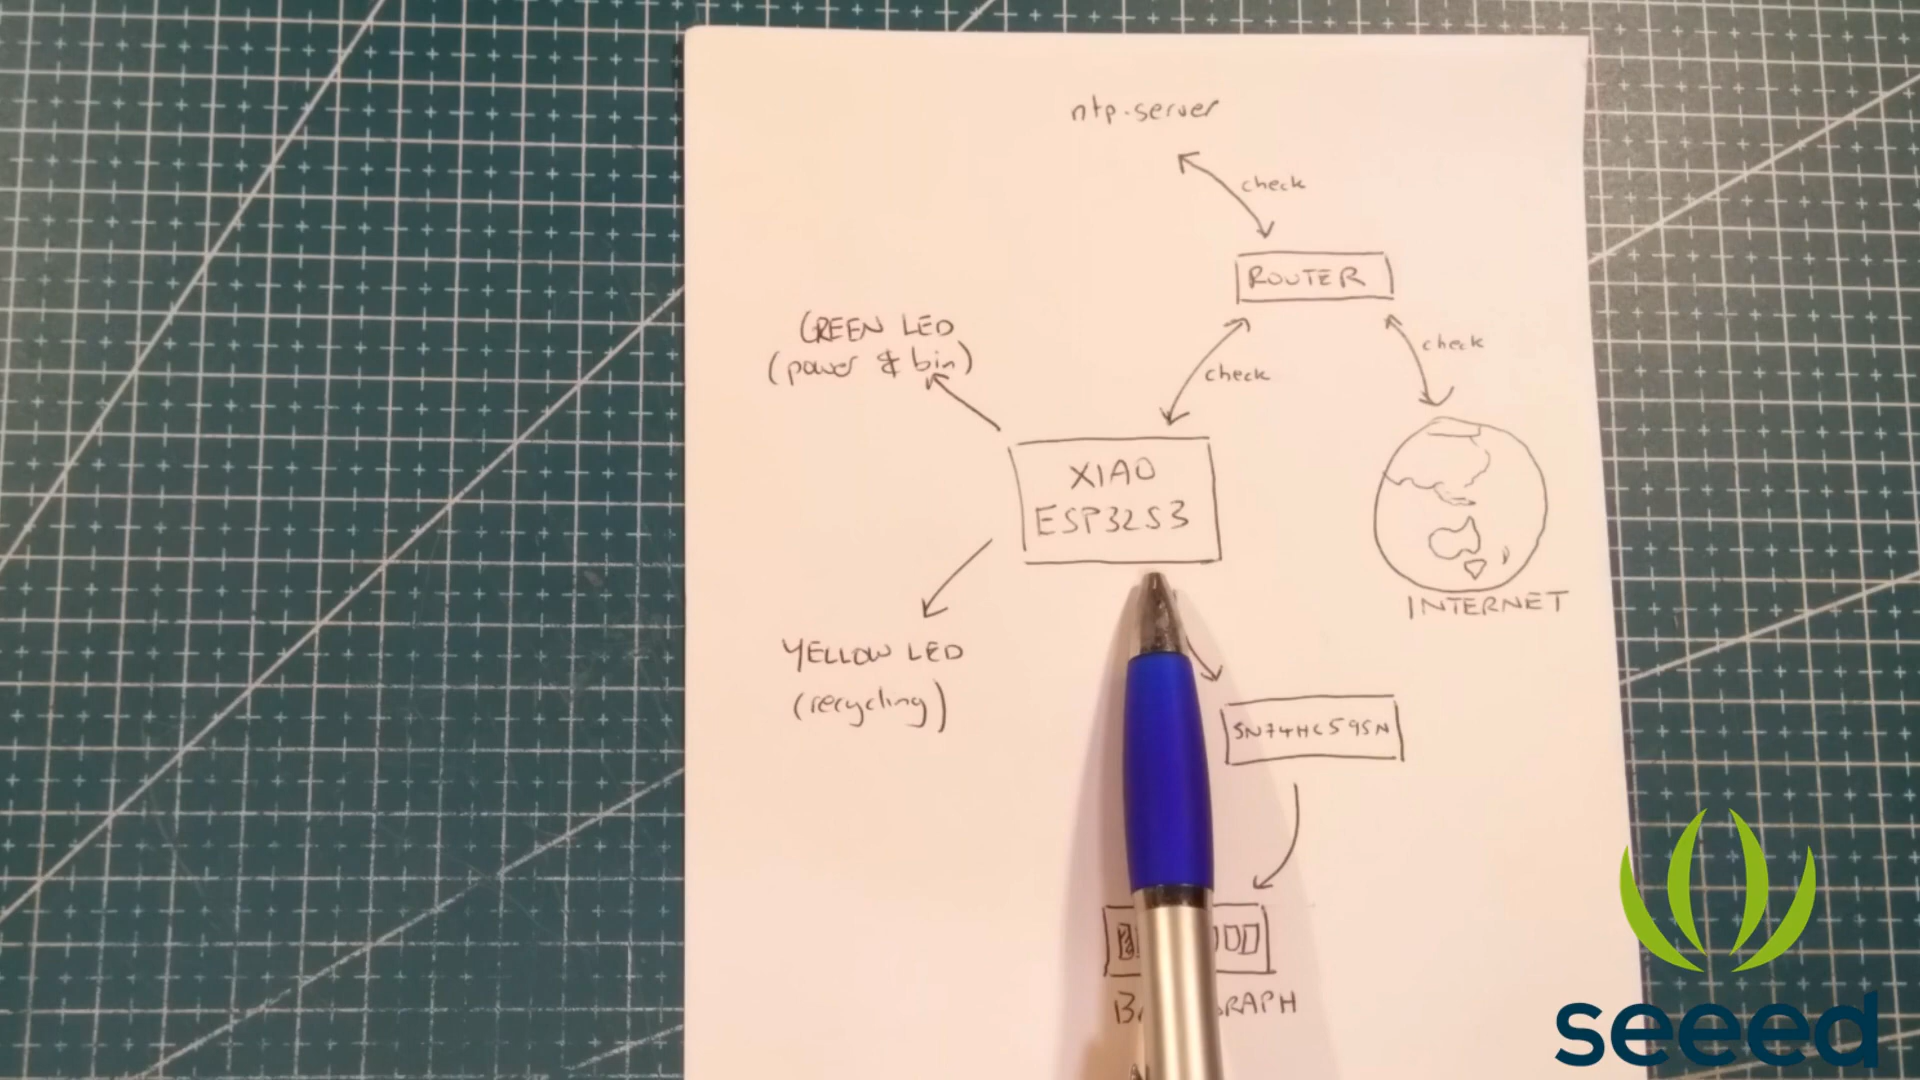 ntp-server
check
ROUTER
check
check
GREEN LED
(power & bin)
XIAO
ESP32S3
INTERNET
YELLOW LED
(recycling)
SN74HC595N
seeed